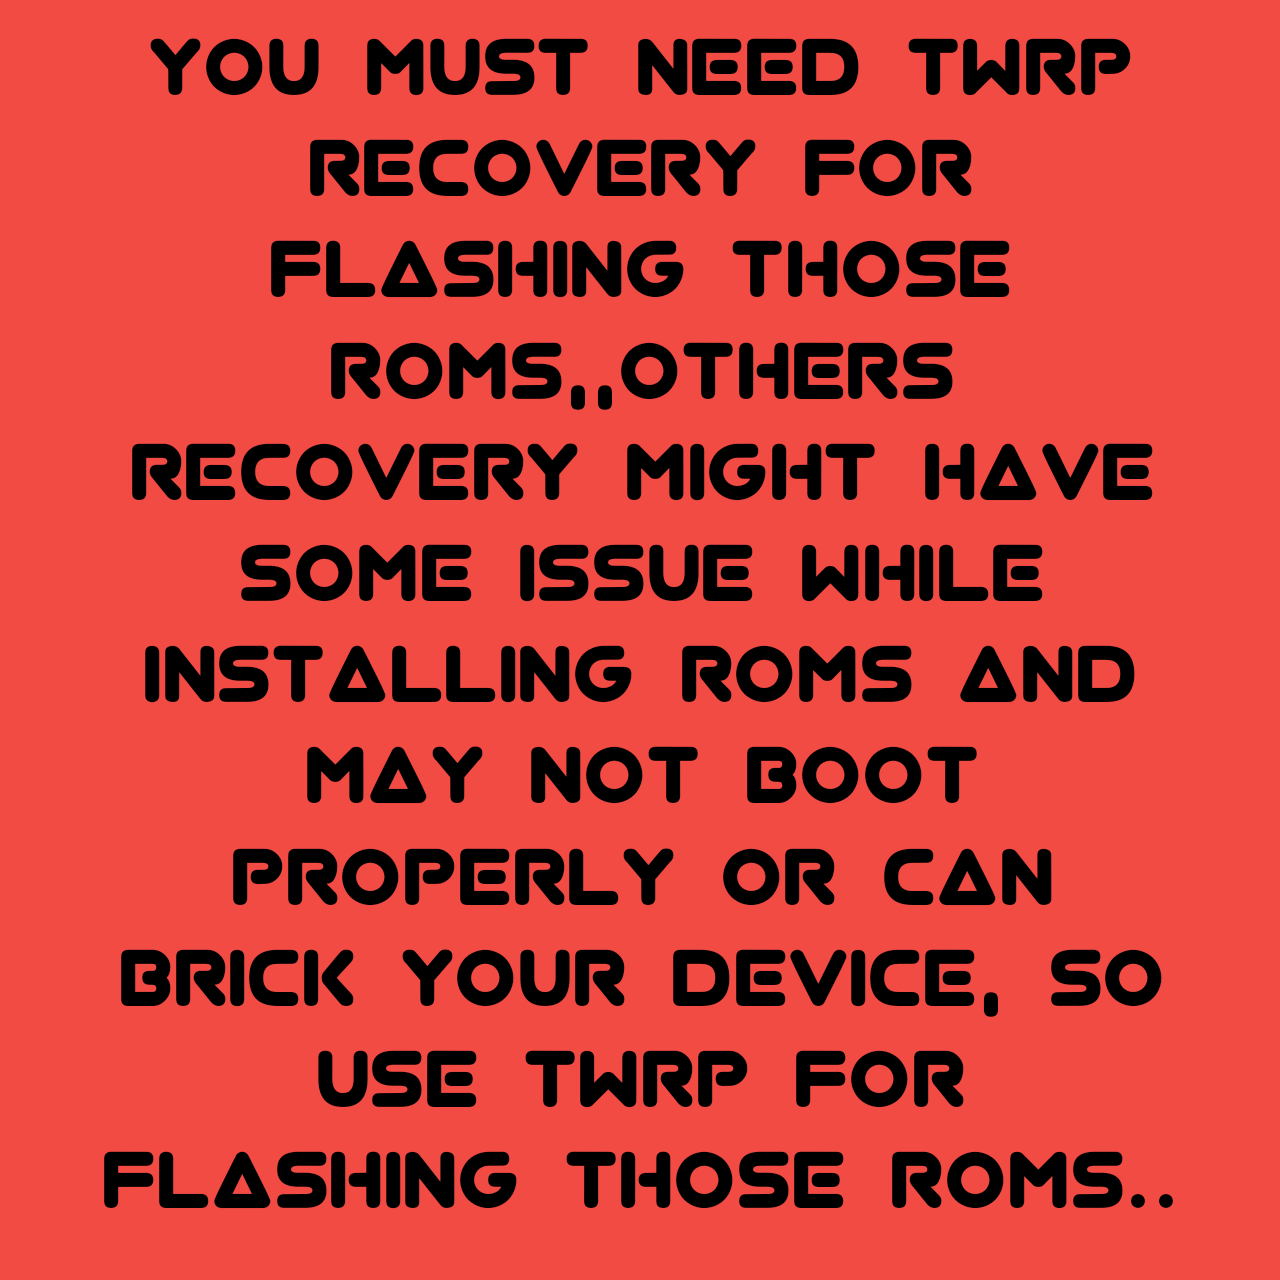 YOU MUST NEED TWRP
RECOVERY FOR
FLASHING THOSE
ROMS,,OTHERS
RECOVERY MIGHT HAVE
SOME ISSUE WHILE
INSTALLING ROMS AND
MAY NOT BOOT
PROPERLY OR CAN
BRICK YOUR DEVICE, SO
USE TWRP FOR
FLASHING THOSE ROMS..